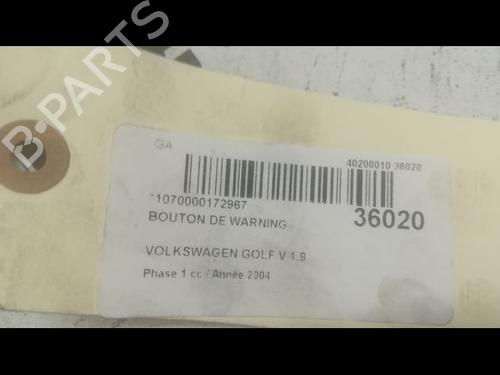 B-PARTS
GA
40200010 36020
*1070000172967
36020
BOUTON DE WARNING
VOLKSWAGEN GOLF V 1.9
Phase 1 cc / Année 2004